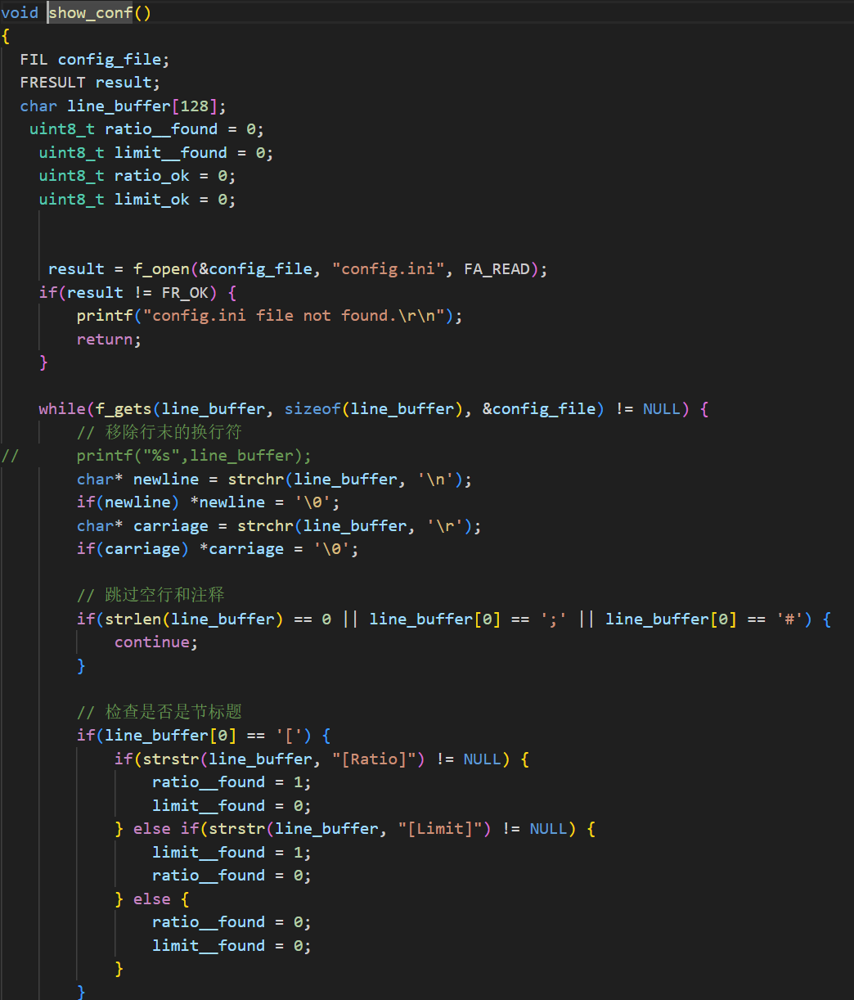 void show_conf()
{
  FIL config_file;
  FRESULT result;
  char line_buffer[128];
   uint8_t ratio__found = 0;
    uint8_t limit__found = 0;
    uint8_t ratio_ok = 0;
    uint8_t limit_ok = 0;
     result = f_open(&config_file, "config.ini", FA_READ);
    if(result != FR_OK) {
        printf("config.ini file not found.\r\n");
        return;
    }
    while(f_gets(line_buffer, sizeof(line_buffer), &config_file) != NULL) {
        // 移除行末的换行符
//      printf("%s",line_buffer);
        char* newline = strchr(line_buffer, '\n');
        if(newline) *newline = '\0';
        char* carriage = strchr(line_buffer, '\r');
        if(carriage) *carriage = '\0';
        // 跳过空行和注释
        if(strlen(line_buffer) == 0 || line_buffer[0] == ';' || line_buffer[0] == '#') {
            continue;
        }
        // 检查是否是节标题
        if(line_buffer[0] == '[') {
            if(strstr(line_buffer, "[Ratio]") != NULL) {
                ratio__found = 1;
                limit__found = 0;
            } else if(strstr(line_buffer, "[Limit]") != NULL) {
                limit__found = 1;
                ratio__found = 0;
            } else {
                ratio__found = 0;
                limit__found = 0;
            }
        }